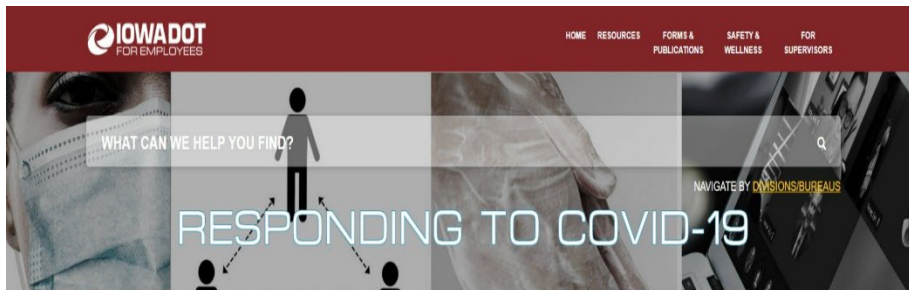 IOWADOT
FOR EMPLOYEES
HOME
RESOURCES
FORMS &
PUBLICATIONS
SAFETY &
WELLNESS
FOR
SUPERVISORS
WHAT CAN WE HELP YOU FIND?
NAVIGATE BY DIVISIONS/BUREAUS
RESPONDING TO COVID-19